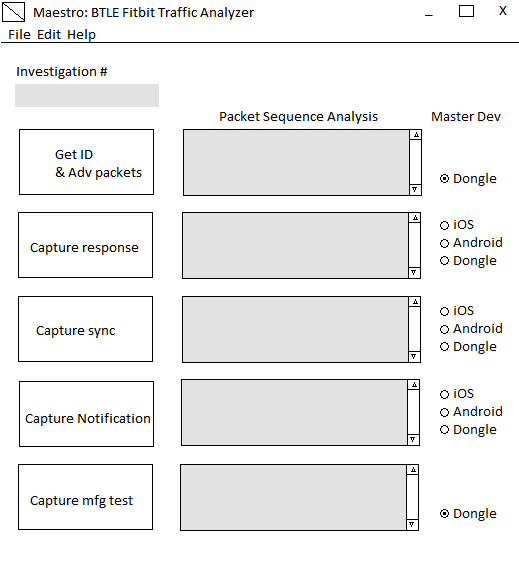 Maestro: BTLE Fitbit Traffic Analyzer
_ X
File Edit Help
Investigation #
Packet Sequence Analysis Master Dev
Get ID
& Adv packets
Dongle
Capture response
iOS
Android
Dongle
Capture sync
iOS
Android
Dongle
Capture Notification
iOS
Android
Dongle
Capture mfg test
Dongle